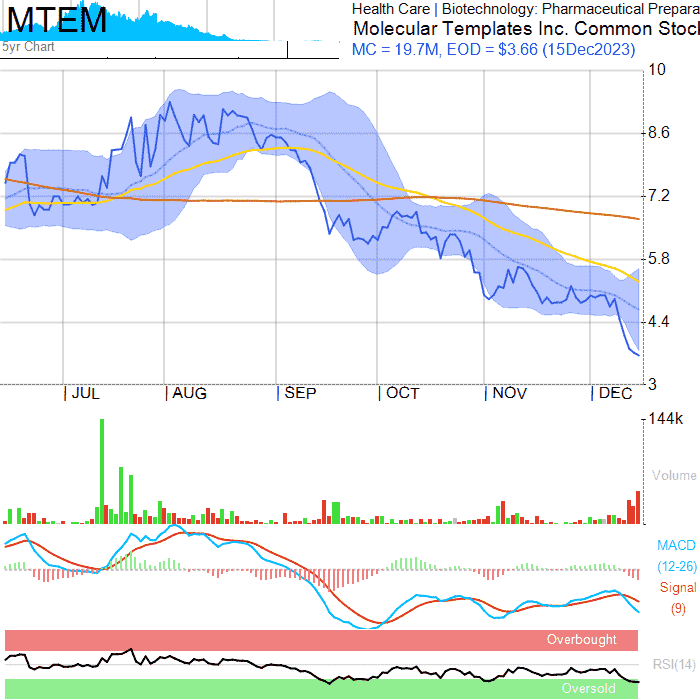 MTEM
5yr Chart
Health Care | Biotechnology: Pharmaceutical Prepara
Molecular Templates Inc. Common Stoc
MC = 19.7M, EOD = $3.66 (15Dec2023)
10
8.6
7.2
5.8
4.4
3
JUL AUG SEP OCT NOV DEC
144k
Volume
MACD
(12-26)
Signal
(9)
Overbought
RSI(14)
Oversold